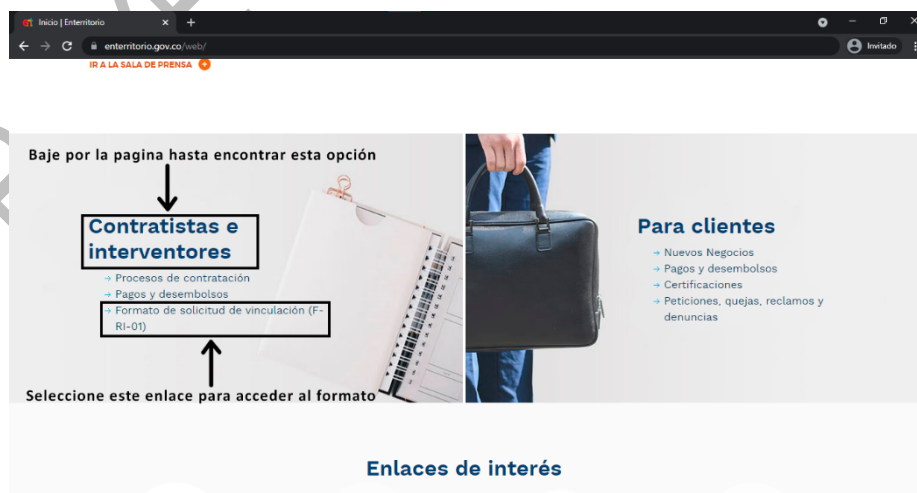 Inicio | Enterritorio
enterritorio.gov.co/web/
Invitado
IR A LA SALA DE PRENSA
Baje por la pagina hasta encontrar esta opción
Contratistas e
interventores
Procesos de contratación
Pagos y desembolsos
Formato de solicitud de vinculación (F-
RI-01)
Seleccione este enlace para acceder al formato
Para clientes
Nuevos Negocios
Pagos y desembolsos
Certificaciones
Peticiones, quejas, reclamos y
denuncias
Enlaces de interés